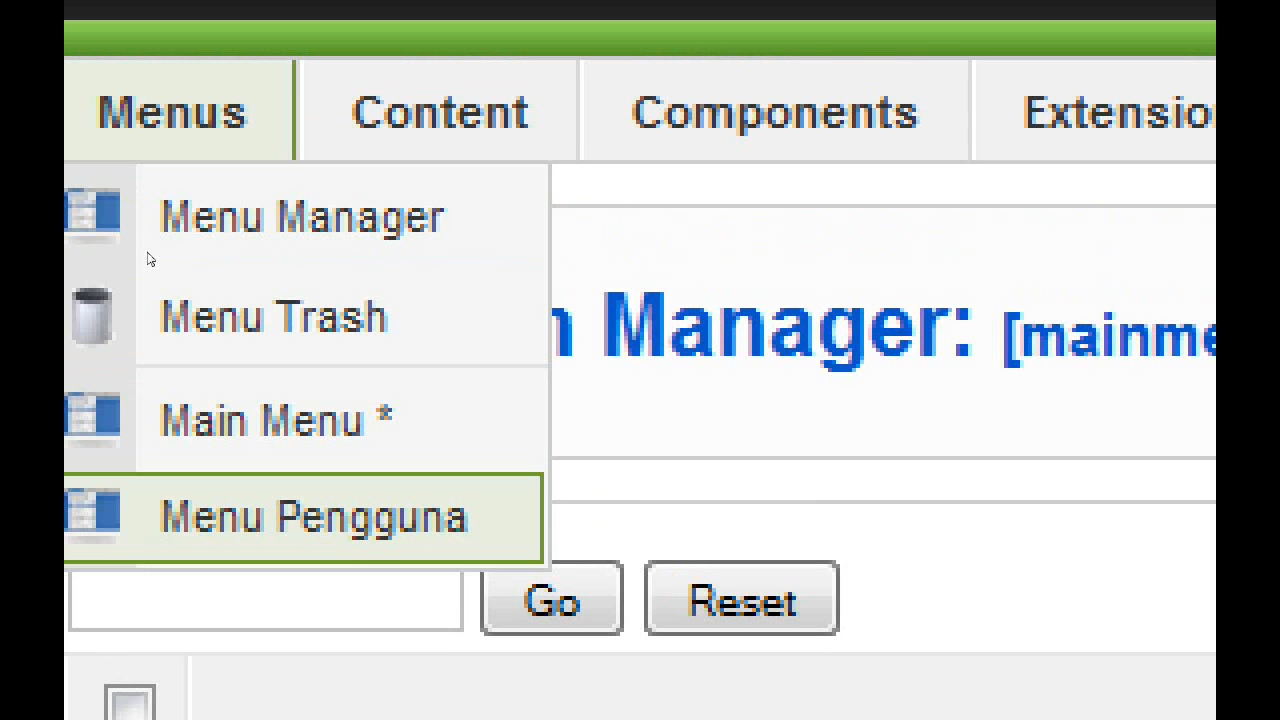 Menus Content Components Extensio
Menu Manager
Menu Trash
Manager: [mainme
Main Menu *
Menu Pengguna
Go Reset